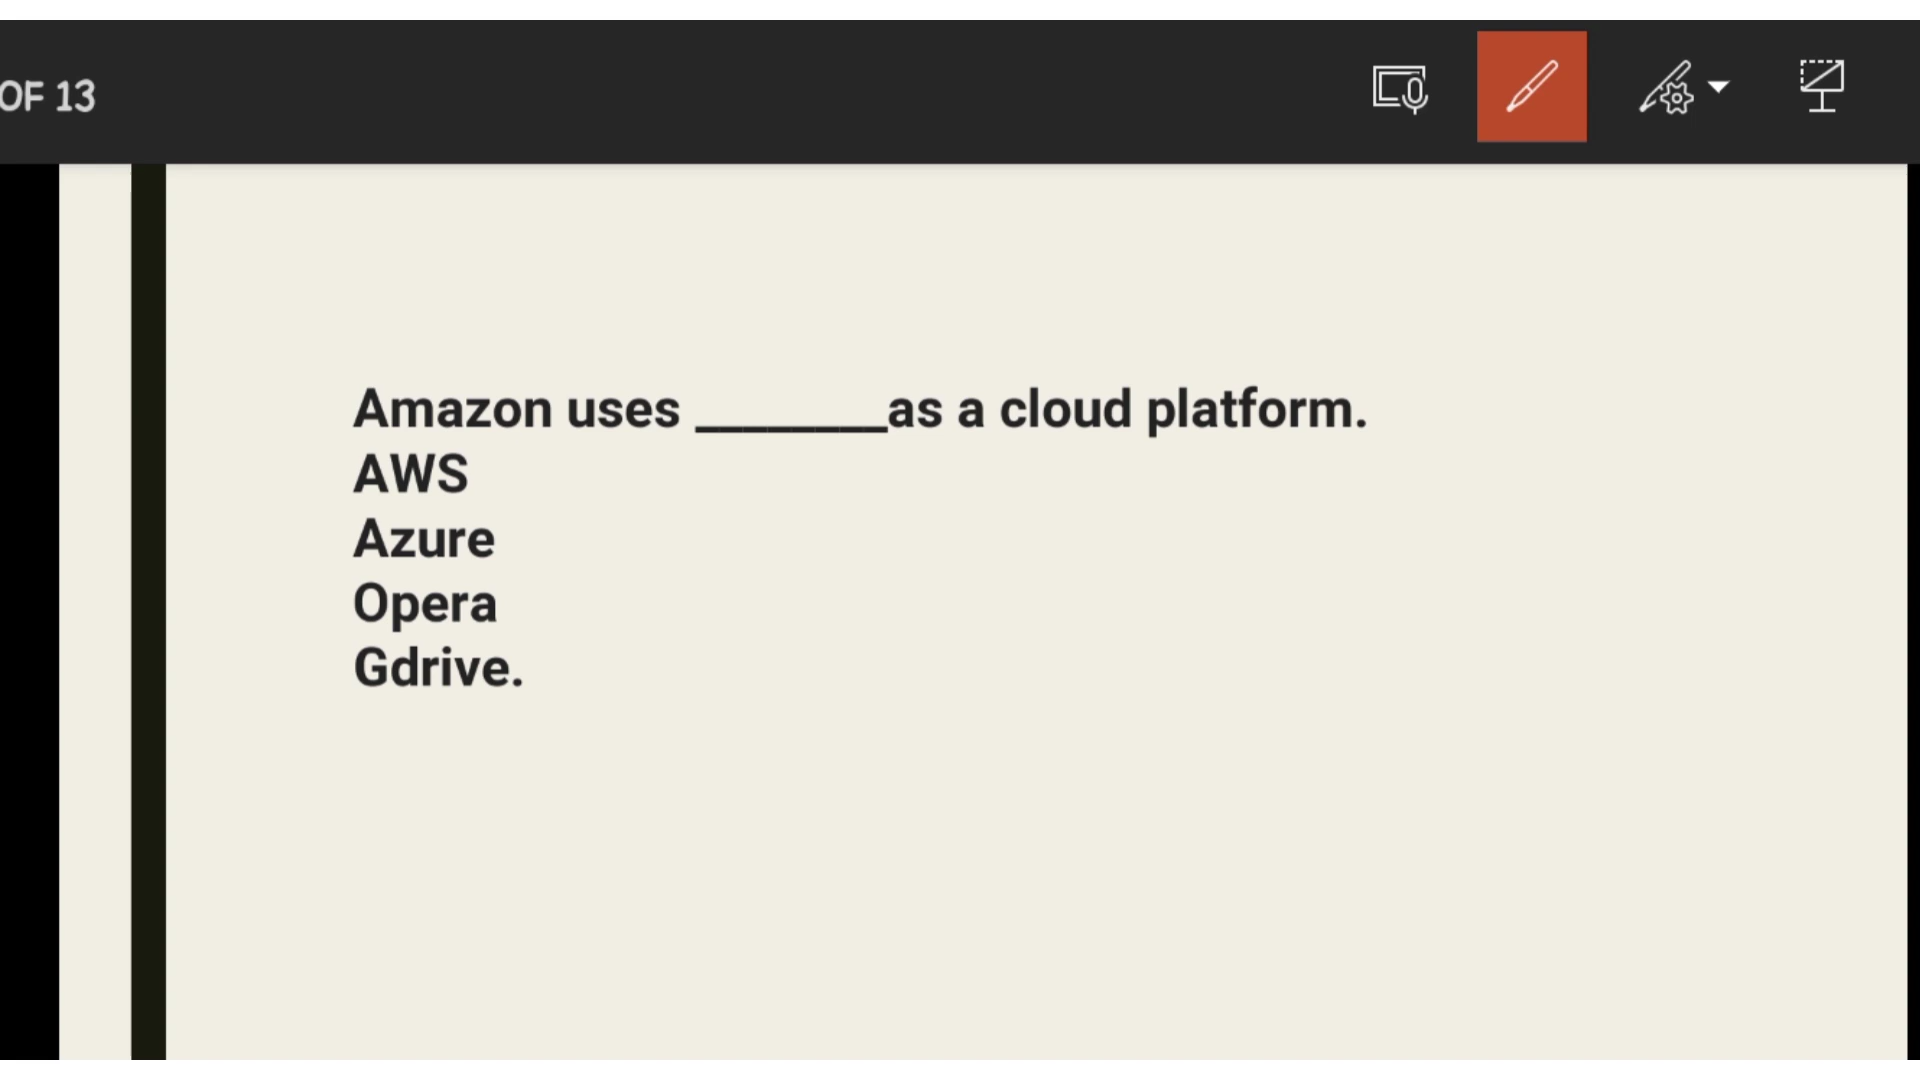 OF 13
Amazon uses ________as a cloud platform.
AWS
Azure
Opera
Gdrive.